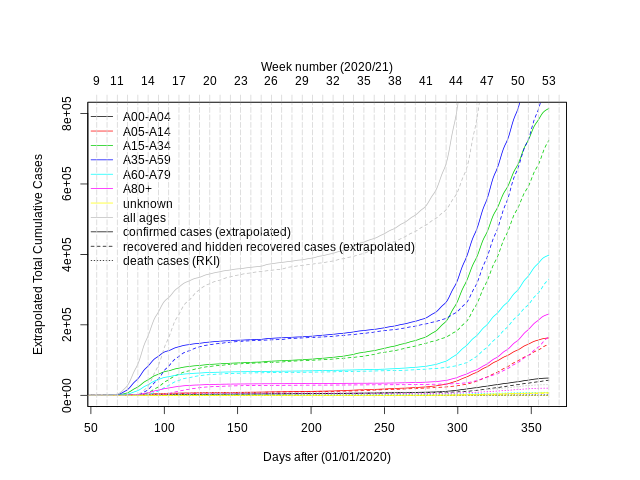 Week number (2020/21)
9 11 14 17 20 23 26 29 32 35 38 41 44 47 50 53
Extrapolated Total Cumulative Cases
8e+05
6e+05
4e+05
2e+05
0e+00
A00-A04
A05-A14
A15-A34
A35-A59
A60-A79
A80+
unknown
all ages
confirmed cases (extrapolated)
recovered and hidden recovered cases (extrapolated)
death cases (RKI)
50 100 150 200 250 300 350
Days after (01/01/2020)